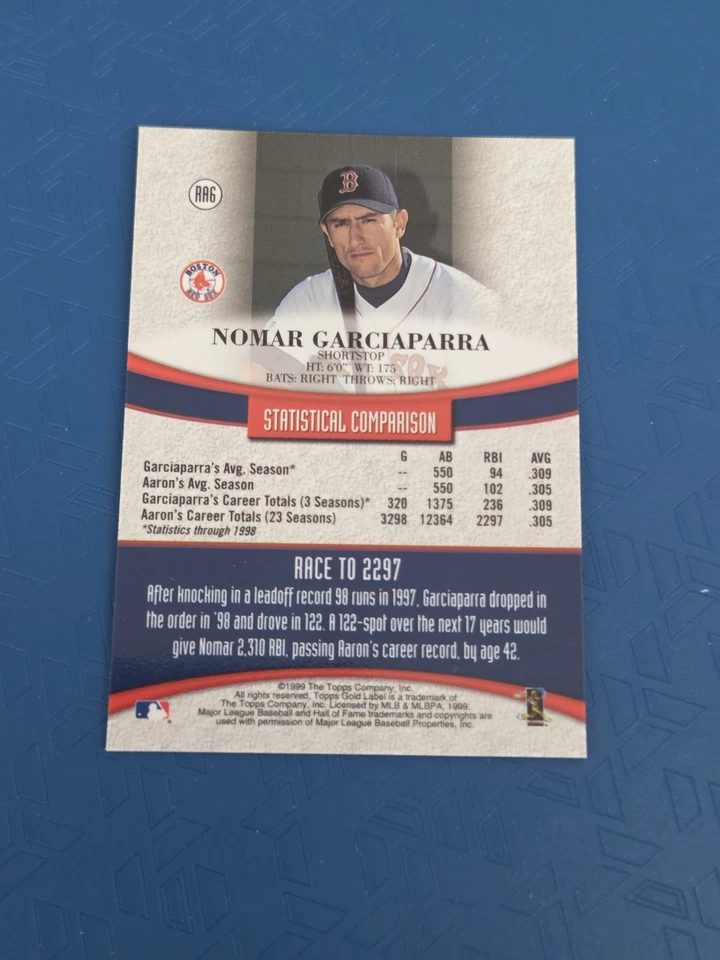 RA6
B
BOSTON
RED SOX
NOMAR GARCIAPARRA
SHORTSTOP
HT: 6'0" WT: 175
BATS: RIGHT THROWS: RIGHT
STATISTICAL COMPARISON
G AB RBI AVG
Garciaparra's Avg. Season* -- 550 94 .309
Aaron's Avg. Season -- 550 102 .305
Garciaparra's Career Totals (3 Seasons)* 320 1375 236 .309
Aaron's Career Totals (23 Seasons) 3298 12364 2297 .305
*Statistics through 1998
RACE TO 2297
After knocking in a leadoff record 98 runs in 1997, Garciaparra dropped in
the order in '98 and drove in 122. A 122-spot over the next 17 years would
give Nomar 2,310 RBI, passing Aaron's career record, by age 42.
©1999 The Topps Company, Inc.
All rights reserved. Topps Gold Label is a trademark of
The Topps Company, Inc. Licensed by MLB & MLBPA, 1999.
Major League Baseball and Hall of Fame trademarks and copyrights are
used with permission of Major League Baseball Properties, Inc.